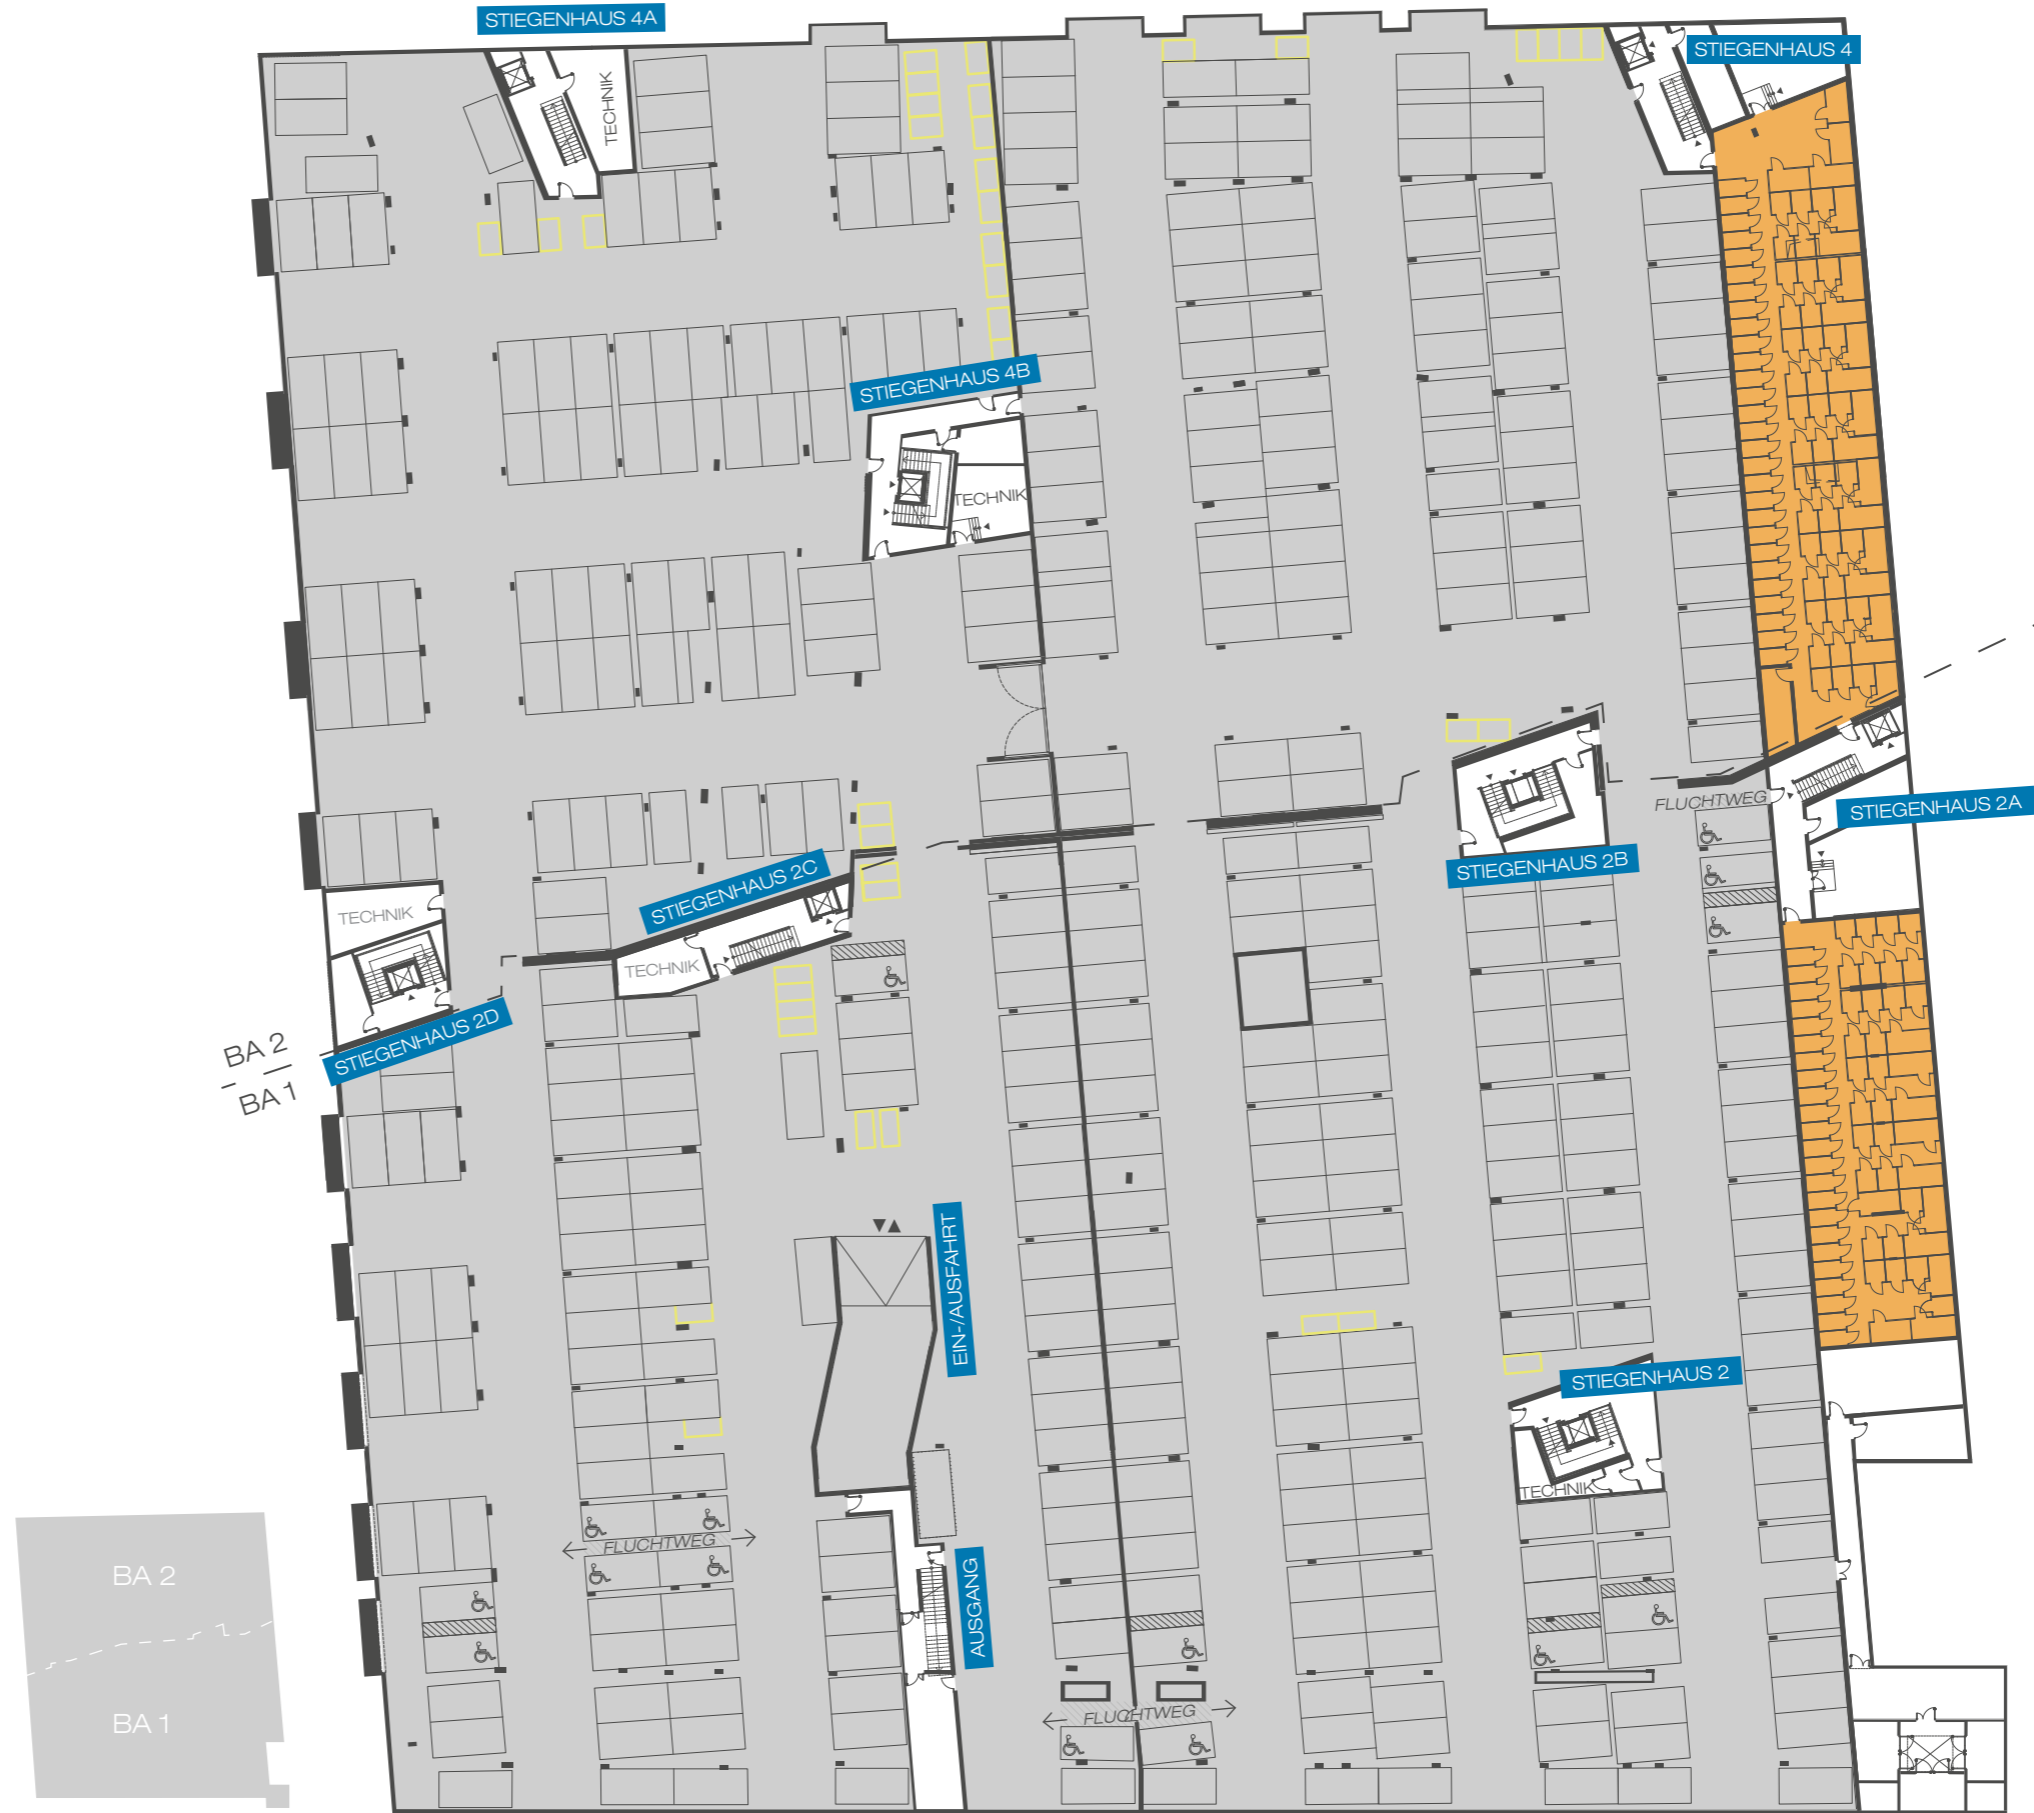 STIEGENHAUS 4A
STIEGENHAUS 4
TECHNIK
STIEGENHAUS 4B
TECHNIK
FLUCHTWEG
STIEGENHAUS 2A
STIEGENHAUS 2B
STIEGENHAUS 2C
TECHNIK
TECHNIK
STIEGENHAUS 2D
BA 2
BA 1
EIN-/AUSFAHRT
STIEGENHAUS 2
TECHNIK
FLUCHTWEG
AUSGANG
FLUCHTWEG
BA 2
BA 1